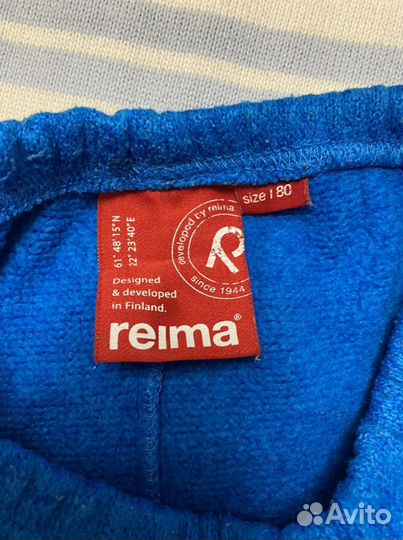 size | 80
61° 48'15"N
22° 23'40"E
developed by reima
R
since 1944
Designed
& developed
in Finland.
reima®
Avito